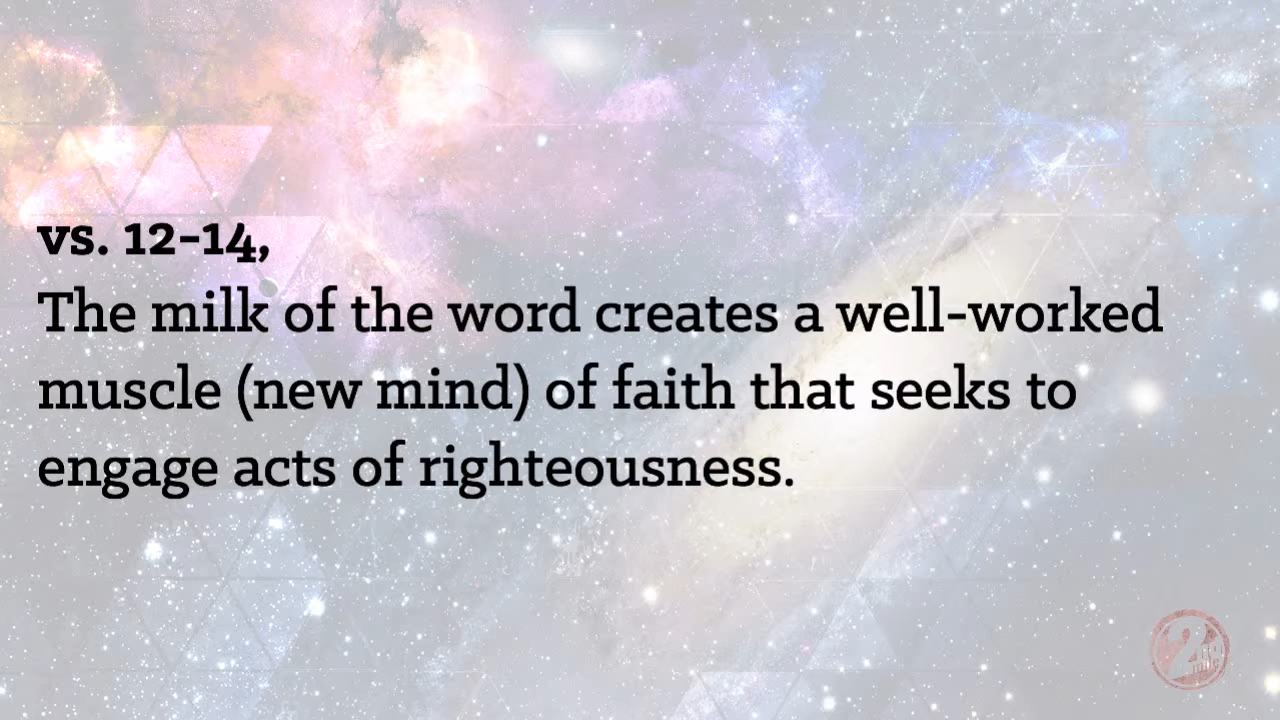 vs. 12-14,
The milk of the word creates a well-worked
muscle (new mind) of faith that seeks to
engage acts of righteousness.
2